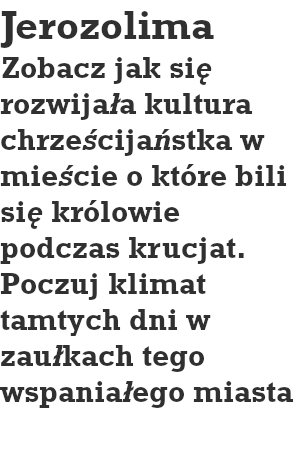 Jerozolima
Zobacz jak się
rozwijała kultura
chrześcijaństka w
mieście o które bili
się królowie
podczas krucjat.
Poczuj klimat
tamtych dni w
zaułkach tego
wspaniałego miasta